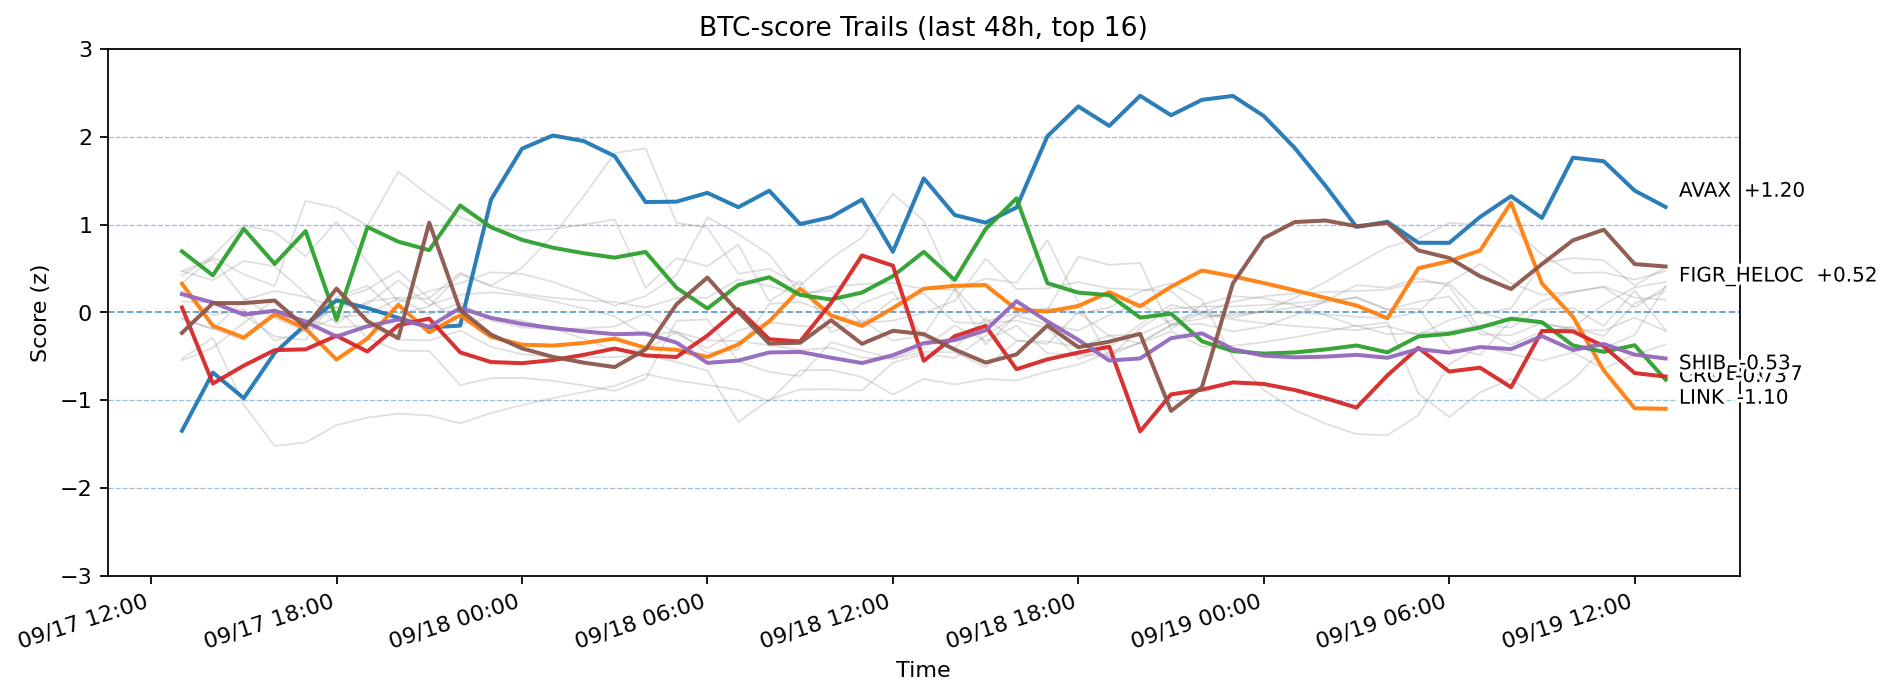 BTC-score Trails (last 48h, top 16)
3
2
1
0
−1
−2
−3
Score (z)
AVAX +1.20
FIGR_HELOC +0.52
SHIB -0.53
LINK -1.10
09/17 12:00
09/17 18:00
09/18 00:00
09/18 06:00
09/18 12:00
09/18 18:00
09/19 00:00
09/19 06:00
09/19 12:00
Time